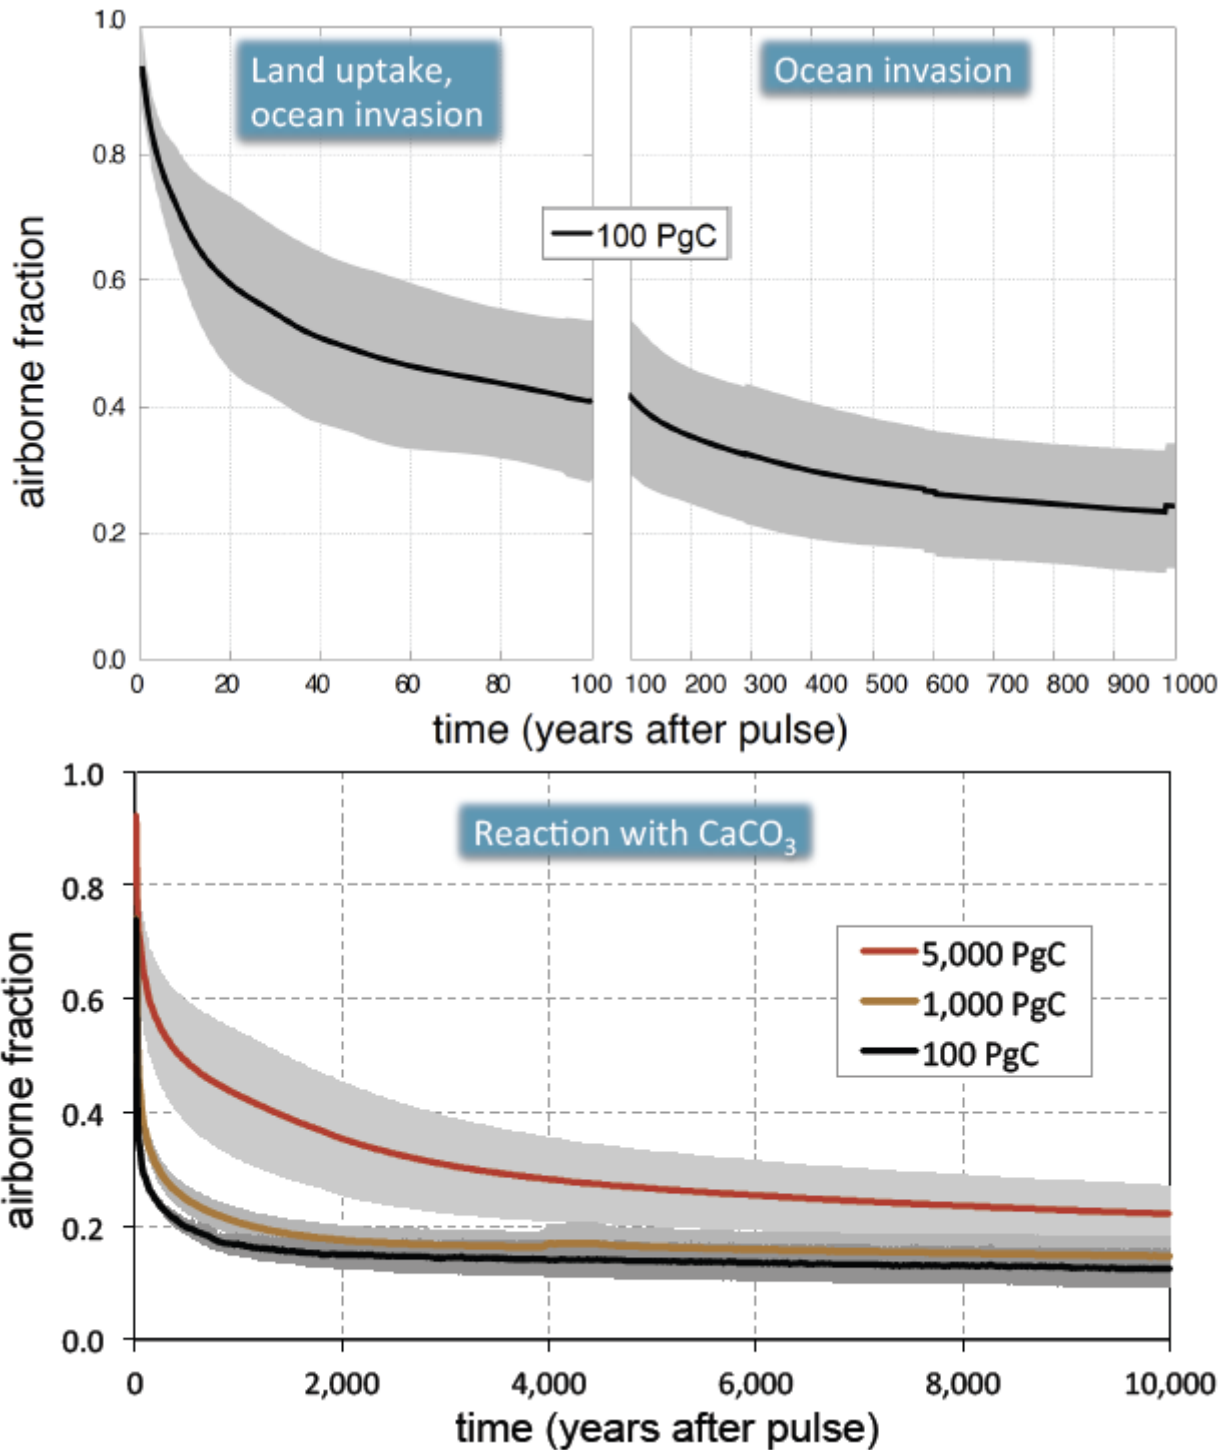 1.0
0.8
0.6
0.4
0.2
0.0
airborne fraction
Land uptake,
ocean invasion
Ocean invasion
100 PgC
0 20 40 60 80 100
100 200 300 400 500 600 700 800 900 1000
time (years after pulse)
1.0
0.8
0.6
0.4
0.2
0.0
airborne fraction
Reaction with CaCO₃
5,000 PgC
1,000 PgC
100 PgC
0 2,000 4,000 6,000 8,000 10,000
time (years after pulse)